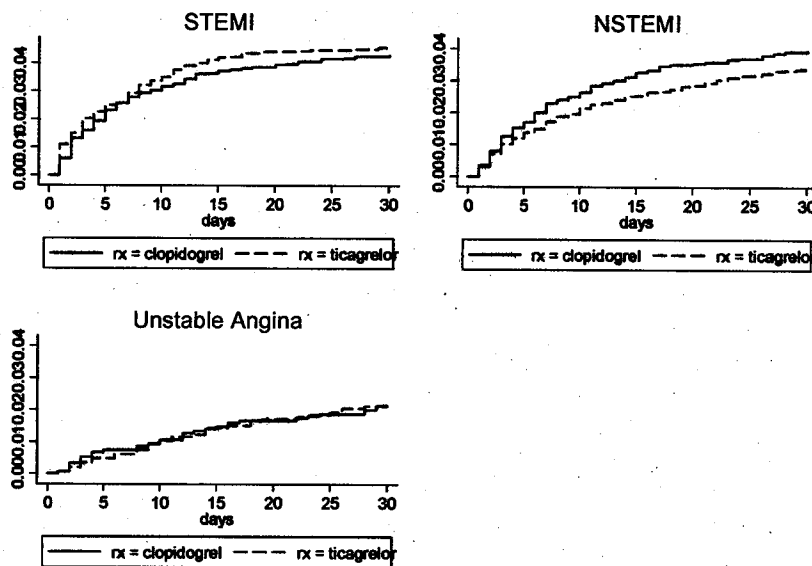 STEMI
0.000.010.020.030.04
0 5 10 15 20 25 30
days
rx = clopidogrel rx = ticagrelor
NSTEMI
0.000.010.020.030.04
0 5 10 15 20 25 30
days
rx = clopidogrel rx = ticagrelor
Unstable Angina
0.000.010.020.030.04
0 5 10 15 20 25 30
days
rx = clopidogrel rx = ticagrelor